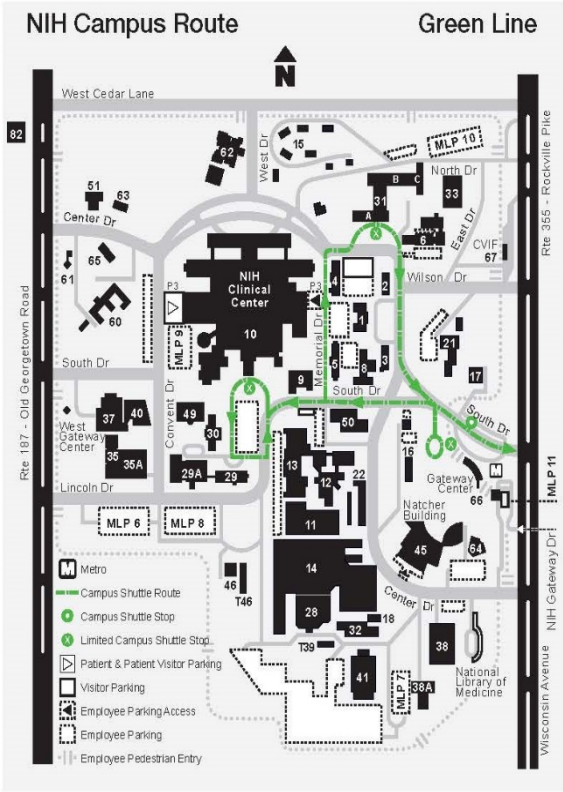 NIH Campus Route
Green Line
N
West Cedar Lane
82
MLP 10
15
West Dr
62
B
C
North Dr
31
33
51
63
A
6
East Dr
CVIF
67
Rte 355 - Rockville Pike
Center Dr
65
61
60
NIH
Clinical
Center
10
P3
P3
MLP 9
Wilson Dr
4
2
1
Memorial Dr
5
8
3
21
17
Rte 187 - Old Georgetown Road
South Dr
Convent Dr
9
South Dr
South Dr
37
40
49
30
50
West
Gateway
Center
35
35A
16
M
Gateway
Center
66
MLP 11
13
12
22
29A
29
Lincoln Dr
11
Natcher
Building
45
64
MLP 6
MLP 8
14
NIH Gateway Dr
46
T46
Center Dr
28
18
32
38
T39
National
Library of
Medicine
41
MLP 7
38A
Wisconsin Avenue
M Metro
Campus Shuttle Route
Campus Shuttle Stop
X Limited Campus Shuttle Stop
Patient & Patient Visitor Parking
Visitor Parking
Employee Parking Access
Employee Parking
Employee Pedestrian Entry